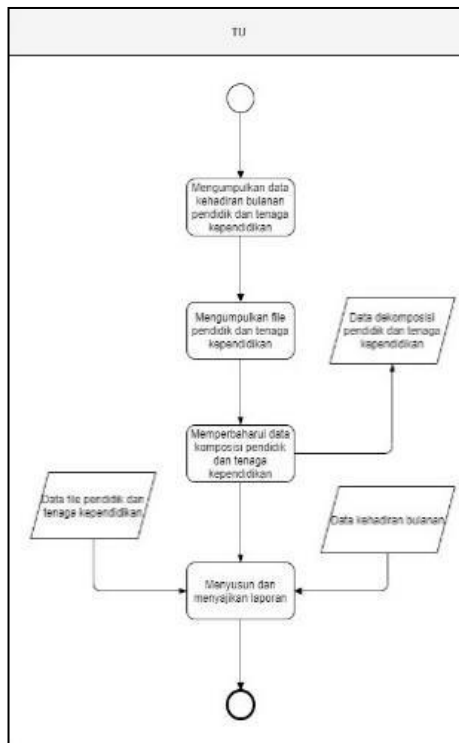 TU
Mengumpulkan data
kehadiran bulanan
pendidik dan tenaga
kependidikan
Mengumpulkan file
pendidik dan tenaga
kependidikan
Data dekomposisi
pendidik dan tenaga
kependidikan
Memperbaharui data
komposisi pendidik
dan tenaga
kependidikan
Data file pendidik dan
tenaga kependidikan
Data kehadiran bulanan
Menyusun dan
menyajikan laporan